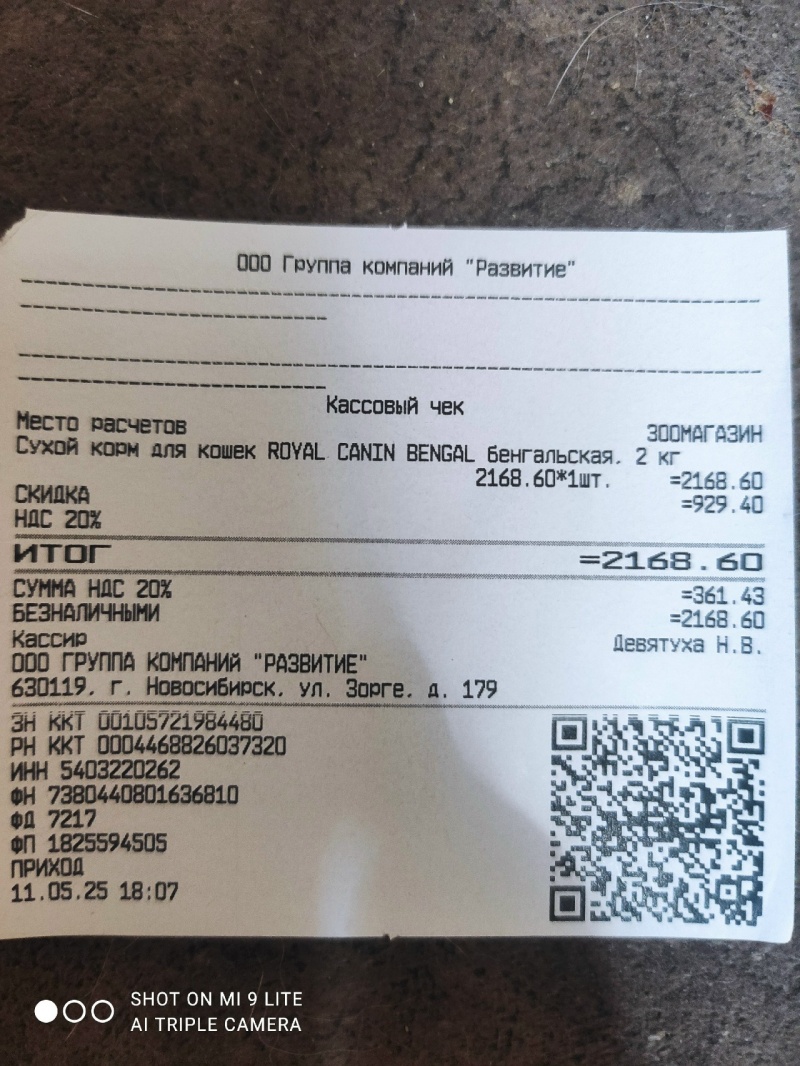 ООО Группа компаний "Развитие"
Кассовый чек
Место расчетов ЗООМАГАЗИН
Сухой корм для кошек ROYAL CANIN BENGAL бенгальская, 2 кг
2168.60*1шт. =2168.60
СКИДКА =929.40
НДС 20%
ИТОГ =2168.60
СУММА НДС 20% =361.43
БЕЗНАЛИЧНЫМИ =2168.60
Кассир Девятуха Н.В.
ООО ГРУППА КОМПАНИЙ "РАЗВИТИЕ"
630119, г. Новосибирск, ул. Зорге, д. 179
ЗН ККТ 00105721984480
РН ККТ 0004468826037320
ИНН 5403220262
ФН 7380440801636810
ФД 7217
ФП 1825594505
ПРИХОД
11.05.25 18:07
SHOT ON MI 9 LITE
AI TRIPLE CAMERA